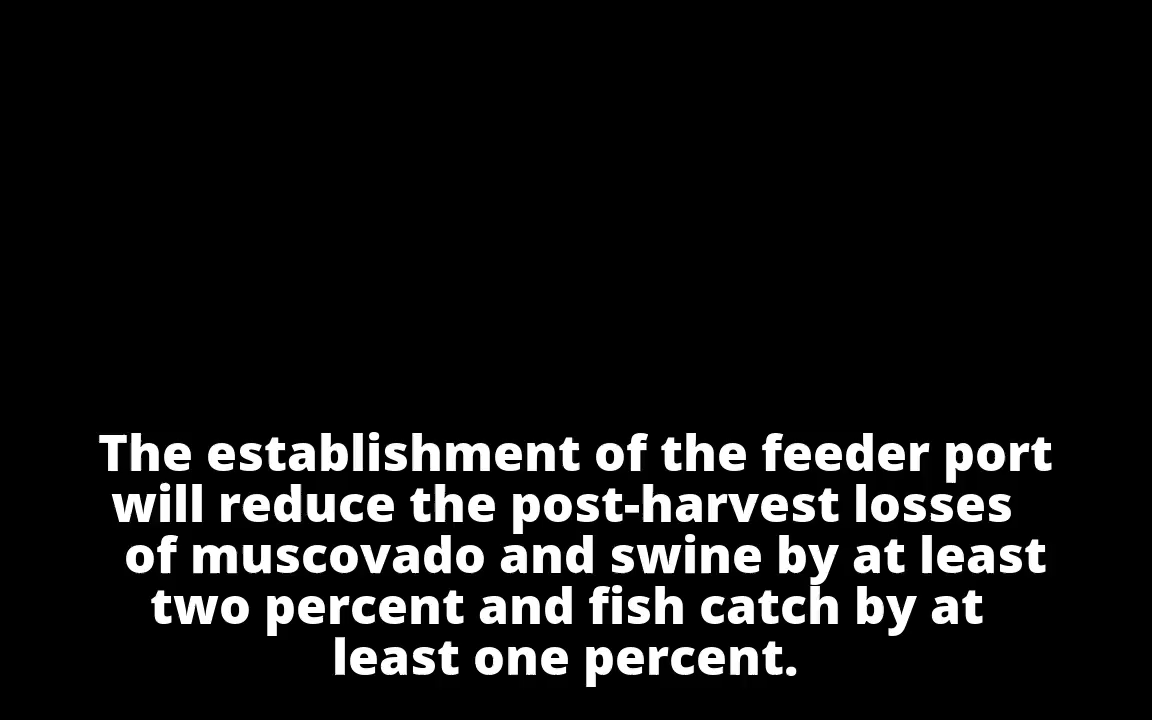 The establishment of the feeder port
will reduce the post-harvest losses
of muscovado and swine by at least
two percent and fish catch by at
least one percent.